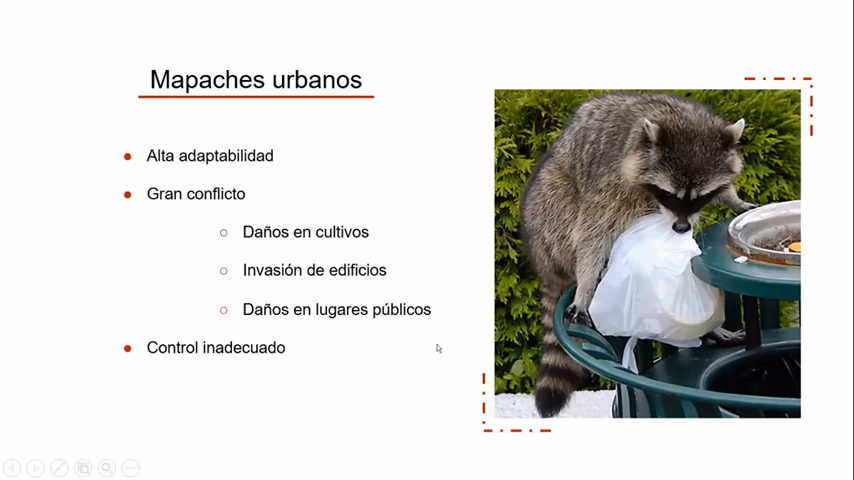 Mapaches urbanos
Alta adaptabilidad
Gran conflicto
Daños en cultivos
Invasión de edificios
Daños en lugares públicos
Control inadecuado